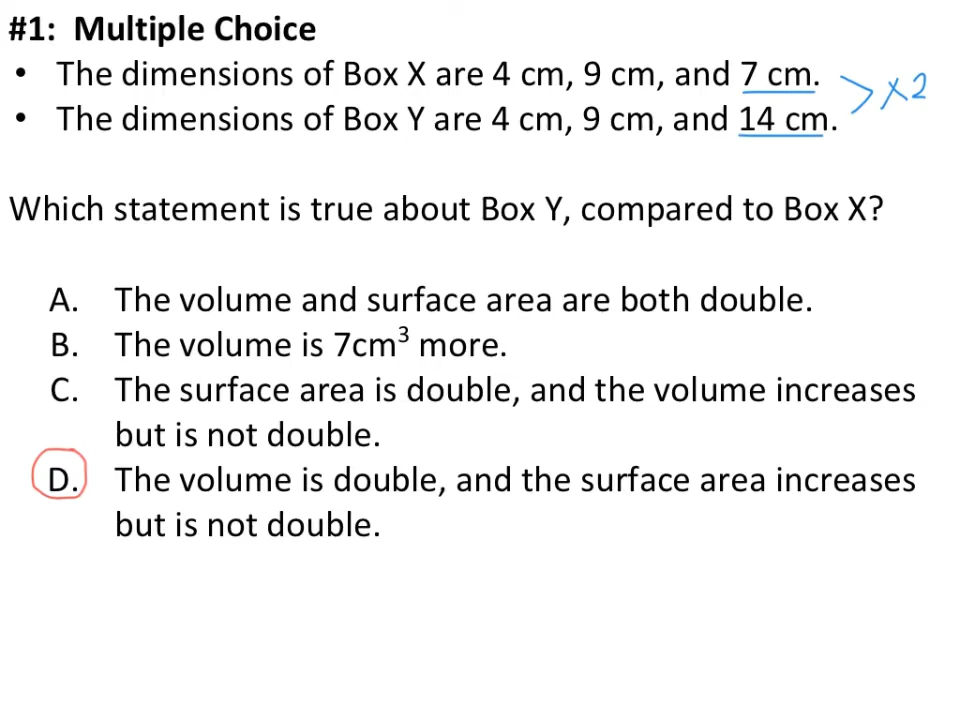 #1: Multiple Choice
• The dimensions of Box X are 4 cm, 9 cm, and 7 cm.
• The dimensions of Box Y are 4 cm, 9 cm, and 14 cm.
> ×2
Which statement is true about Box Y, compared to Box X?
A. The volume and surface area are both double.
B. The volume is 7cm³ more.
C. The surface area is double, and the volume increases
but is not double.
D. The volume is double, and the surface area increases
but is not double.